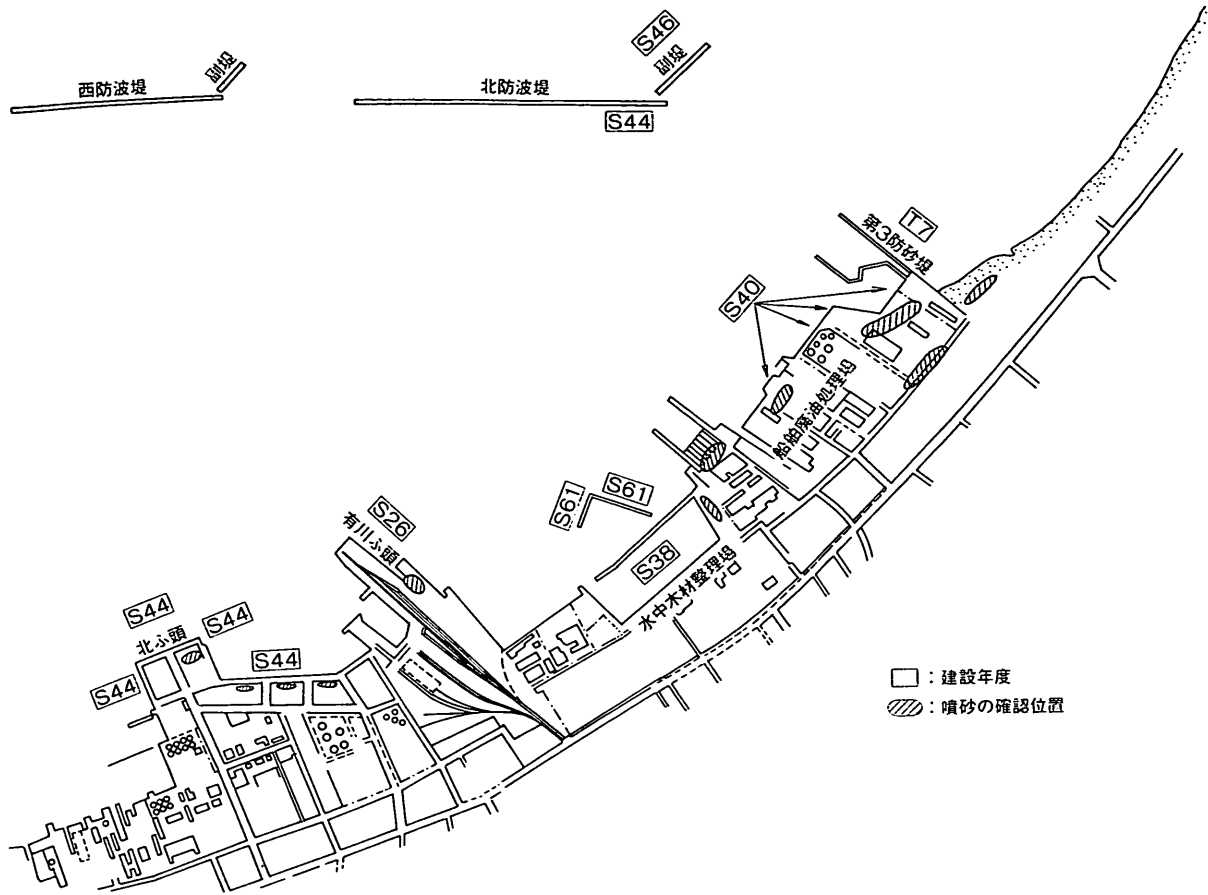 西防波堤
副堤
北防波堤
S46
副堤
S44
T7
第3防砂堤
S40
船舶廃油処理場
S61
S61
S26
有川ふ頭
S38
水中木材整理場
S44
北ふ頭
S44
S44
S44
：建設年度
：噴砂の確認位置